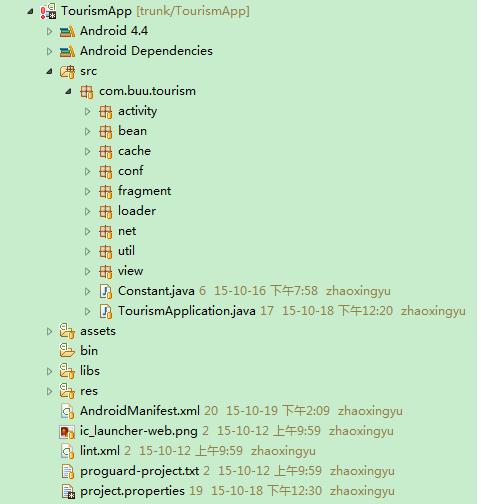 TourismApp [trunk/TourismApp]
Android 4.4
Android Dependencies
src
com.buu.tourism
activity
bean
cache
conf
fragment
loader
net
util
view
Constant.java 6 15-10-16 下午7:58 zhaoxingyu
TourismApplication.java 17 15-10-18 下午12:20 zhaoxingyu
assets
bin
libs
res
AndroidManifest.xml 20 15-10-19 下午2:09 zhaoxingyu
ic_launcher-web.png 2 15-10-12 上午9:59 zhaoxingyu
lint.xml 2 15-10-12 上午9:59 zhaoxingyu
proguard-project.txt 2 15-10-12 上午9:59 zhaoxingyu
project.properties 19 15-10-18 下午12:30 zhaoxingyu